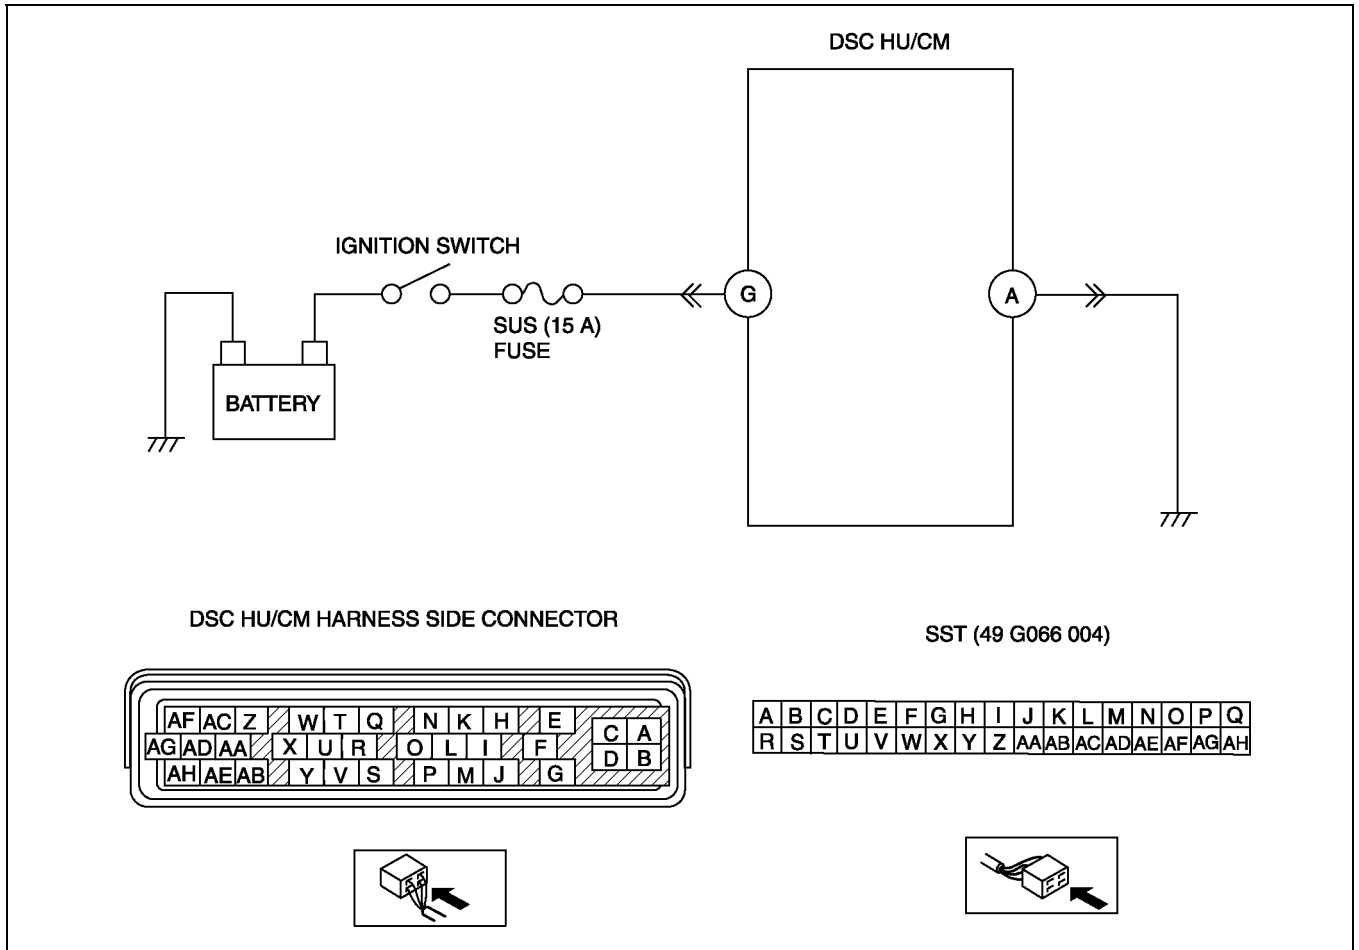 DSC HU/CM
IGNITION SWITCH
G
A
SUS (15 A)
FUSE
BATTERY
DSC HU/CM HARNESS SIDE CONNECTOR
SST (49 G066 004)
AF AC Z W T Q N K H E
C A
AG AD AA X U R O L I F
D B
AH AE AB Y V S P M J G
A B C D E F G H I J K L M N O P Q
R S T U V W X Y Z AA AB AC AD AE AF AG AH